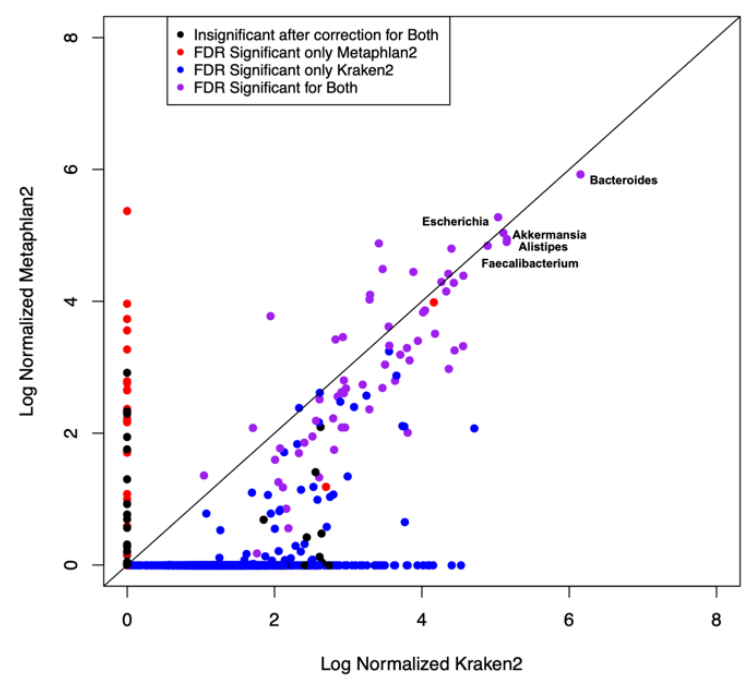 Insignificant after correction for Both
FDR Significant only Metaphlan2
FDR Significant only Kraken2
FDR Significant for Both
8
6
4
2
0
Log Normalized Metaphlan2
Bacteroides
Escherichia
Akkermansia
Alistipes
Faecalibacterium
0 2 4 6 8
Log Normalized Kraken2